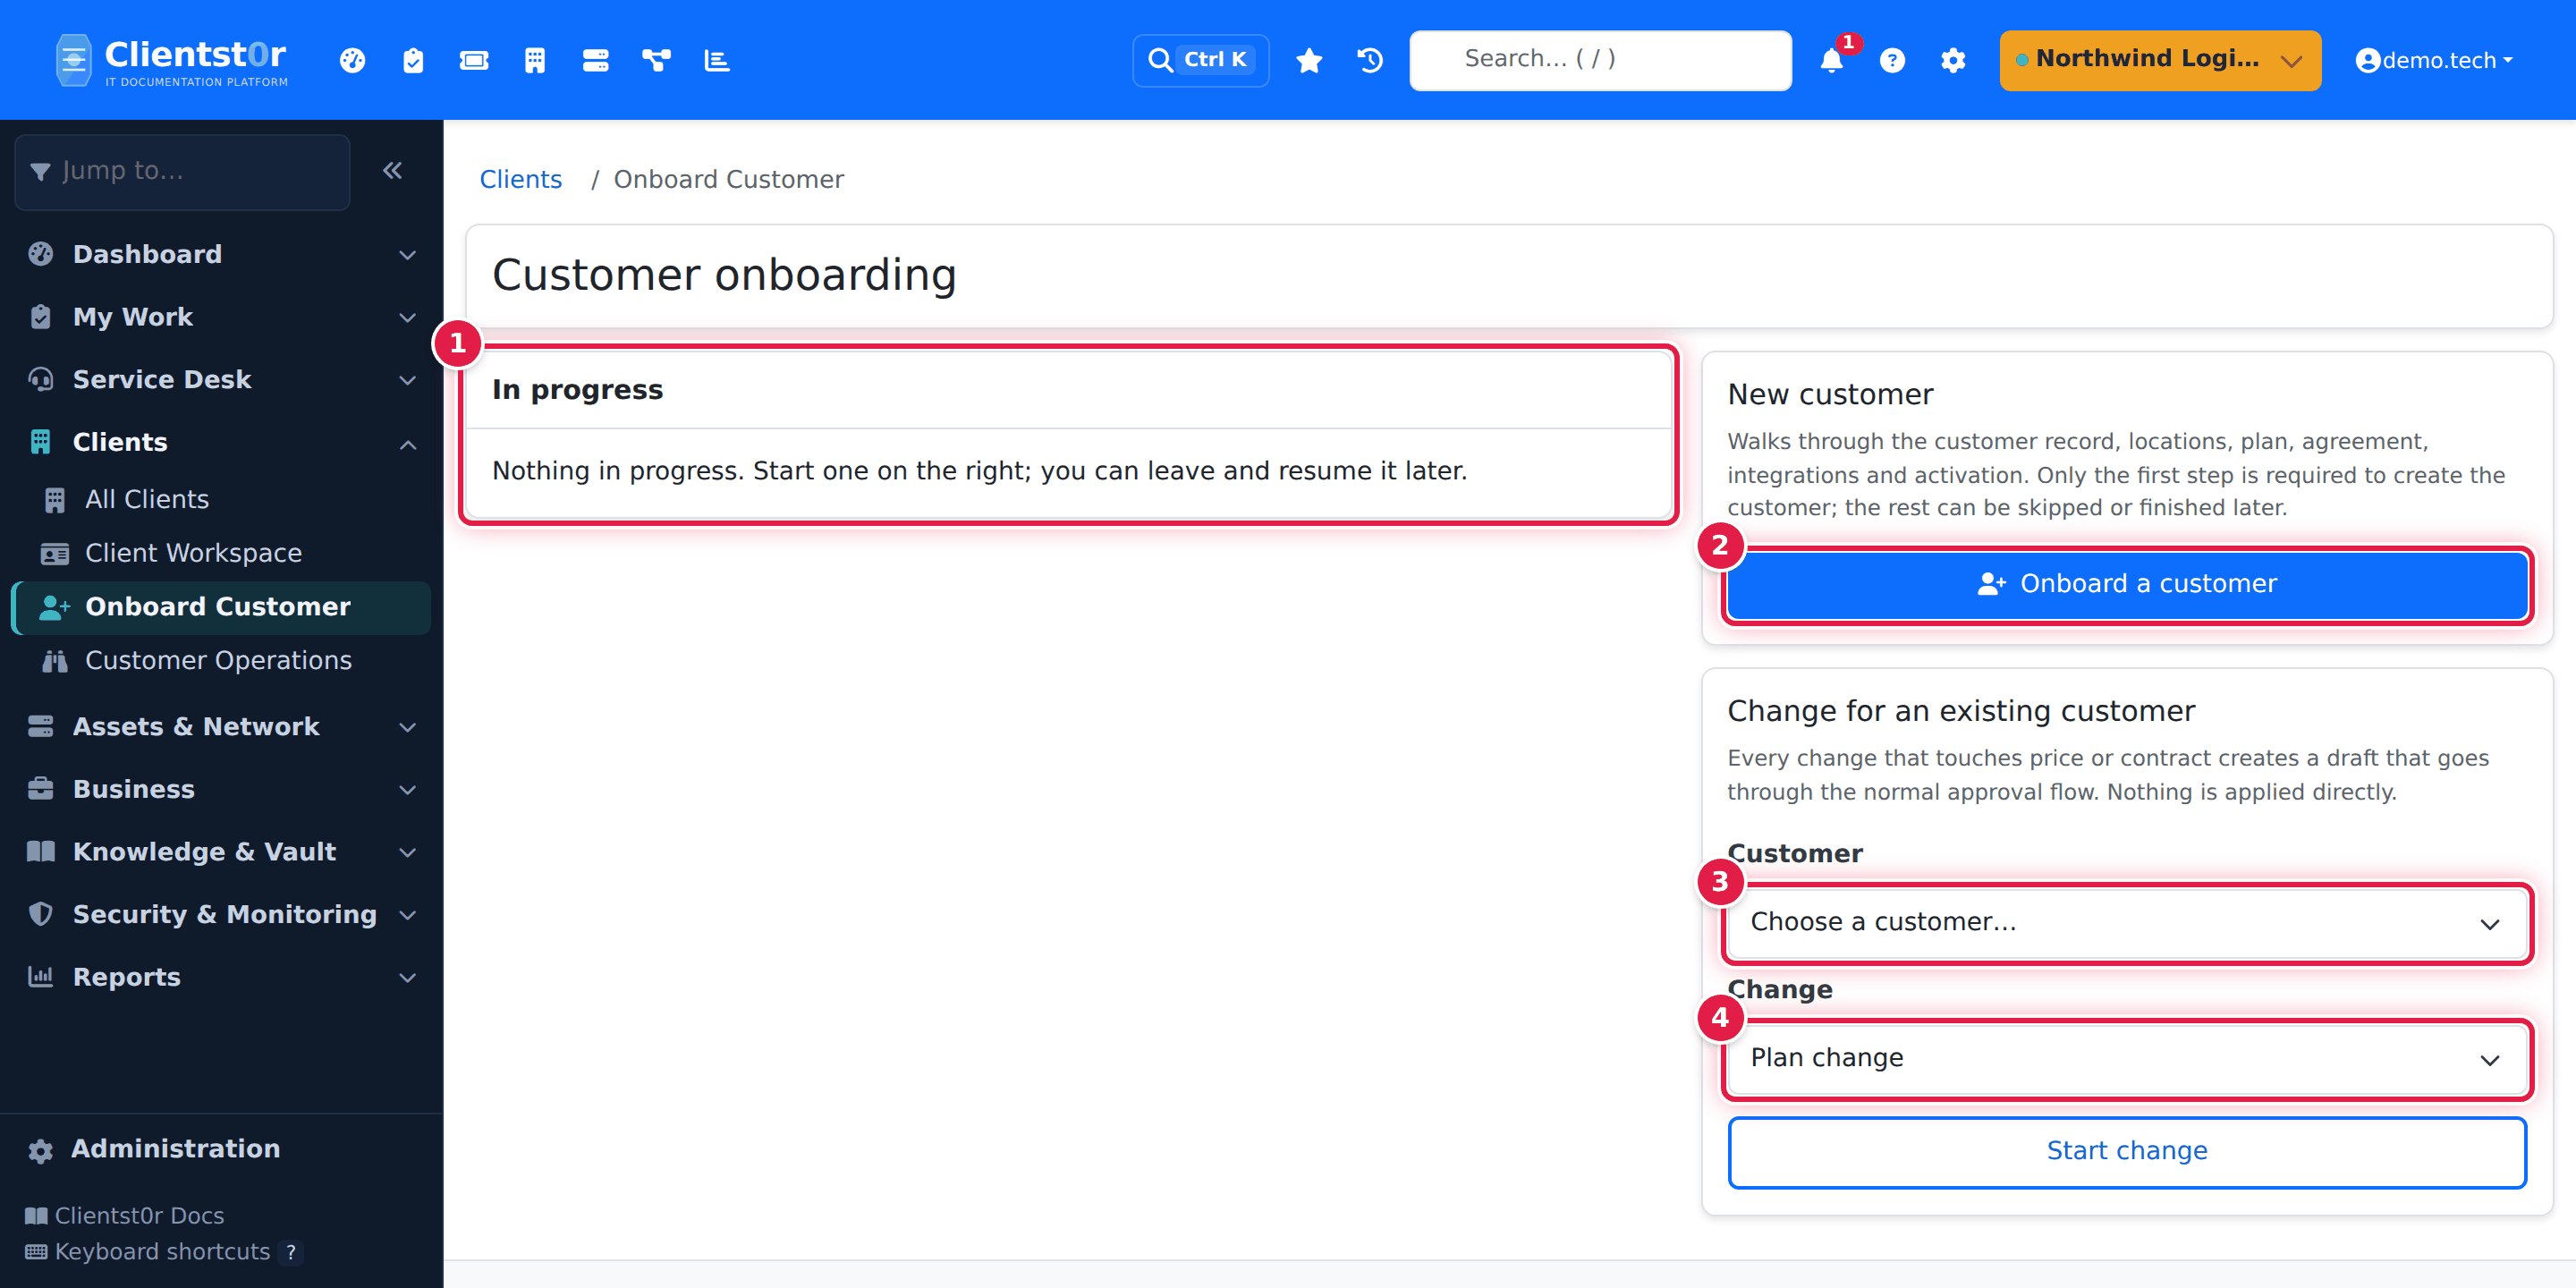 Clientst0r
IT DOCUMENTATION PLATFORM
Ctrl K
Search... ( / )
1
?
Northwind Logi...
demo.tech
Jump to...
Dashboard
My Work
Service Desk
Clients
All Clients
Client Workspace
Onboard Customer
Customer Operations
Assets & Network
Business
Knowledge & Vault
Security & Monitoring
Reports
Administration
Clientst0r Docs
Keyboard shortcuts ?
Clients / Onboard Customer
Customer onboarding
1
In progress
Nothing in progress. Start one on the right; you can leave and resume it later.
New customer
Walks through the customer record, locations, plan, agreement,
integrations and activation. Only the first step is required to create the
customer; the rest can be skipped or finished later.
2
Onboard a customer
Change for an existing customer
Every change that touches price or contract creates a draft that goes
through the normal approval flow. Nothing is applied directly.
Customer
3
Choose a customer...
Change
4
Plan change
Start change